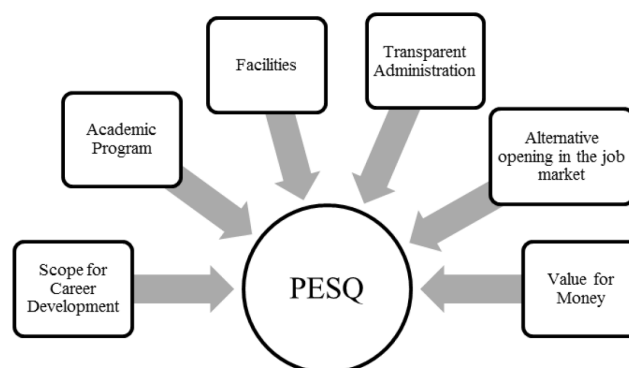 Facilities
Transparent
Administration
Academic
Program
Alternative
opening in the job
market
Scope for
Career
Development
PESQ
Value for
Money